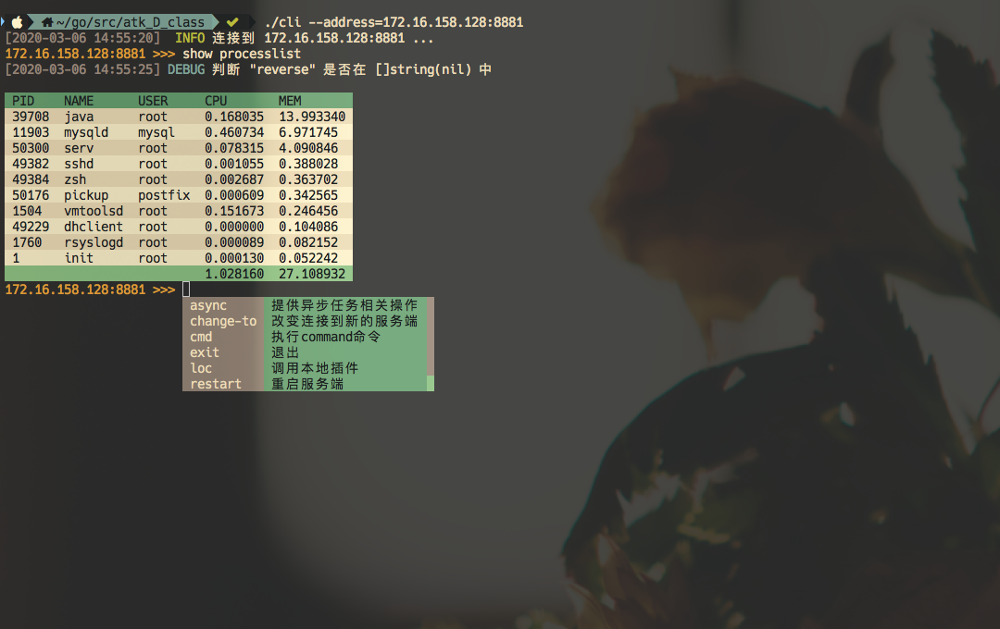 ~/go/src/atk_D_class ✔ ./cli --address=172.16.158.128:8881
[2020-03-06 14:55:20] INFO 连接到 172.16.158.128:8881 ...
172.16.158.128:8881 >>> show processlist
[2020-03-06 14:55:25] DEBUG 判断 "reverse" 是否在 []string(nil) 中
PID NAME USER CPU MEM
39708 java root 0.168035 13.993340
11903 mysqld mysql 0.460734 6.971745
50300 serv root 0.078315 4.090846
49382 sshd root 0.001055 0.388028
49384 zsh root 0.002687 0.363702
50176 pickup postfix 0.000609 0.342565
1504 vmtoolsd root 0.151673 0.246456
49229 dhclient root 0.000000 0.104086
1760 rsyslogd root 0.000089 0.082152
1 init root 0.000130 0.052242
1.028160 27.108932
172.16.158.128:8881 >>>
async 提供异步任务相关操作
change-to 改变连接到新的服务端
cmd 执行command命令
exit 退出
loc 调用本地插件
restart 重启服务端